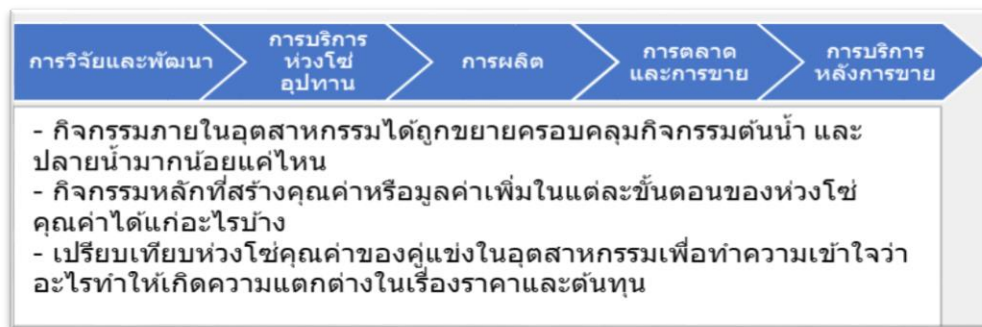 การวิจัยและพัฒนา
การบริการ
ห่วงโซ่
อุปทาน
การผลิต
การตลาด
และการขาย
การบริการ
หลังการขาย
- กิจกรรมภายในอุตสาหกรรมได้ถูกขยายครอบคลุมกิจกรรมต้นน้ำ และ
ปลายน้ำมากน้อยแค่ไหน
- กิจกรรมหลักที่สร้างคุณค่าหรือมูลค่าเพิ่มในแต่ละขั้นตอนของห่วงโซ่
คุณค่าได้แก่อะไรบ้าง
- เปรียบเทียบห่วงโซ่คุณค่าของคู่แข่งในอุตสาหกรรมเพื่อทำความเข้าใจว่า
อะไรทำให้เกิดความแตกต่างในเรื่องราคาและต้นทุน